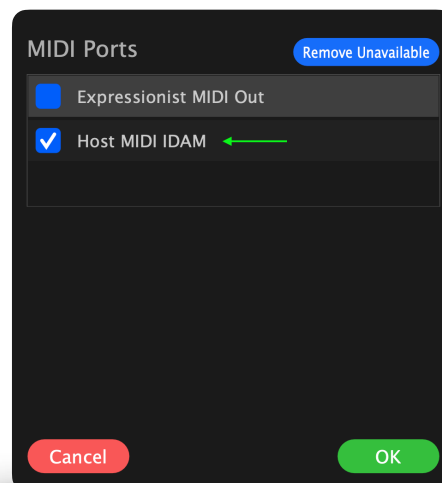 MIDI Ports
Remove Unavailable
Expressionist MIDI Out
Host MIDI IDAM
Cancel
OK